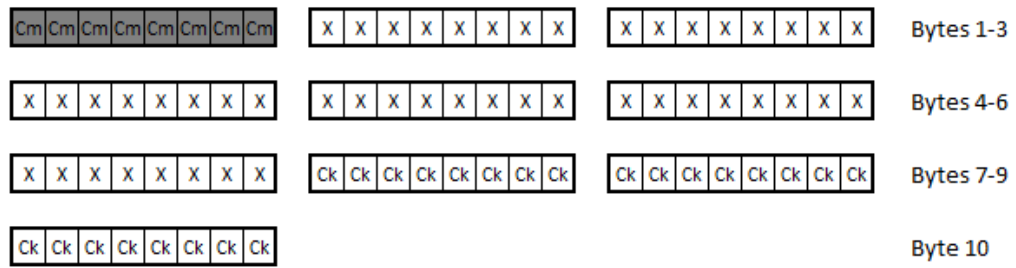 Cm Cm Cm Cm Cm Cm Cm Cm X X X X X X X X X X X X X X X X Bytes 1-3
X X X X X X X X X X X X X X X X X X X X X X X X Bytes 4-6
X X X X X X X X Ck Ck Ck Ck Ck Ck Ck Ck Ck Ck Ck Ck Ck Ck Ck Ck Bytes 7-9
Ck Ck Ck Ck Ck Ck Ck Ck Byte 10